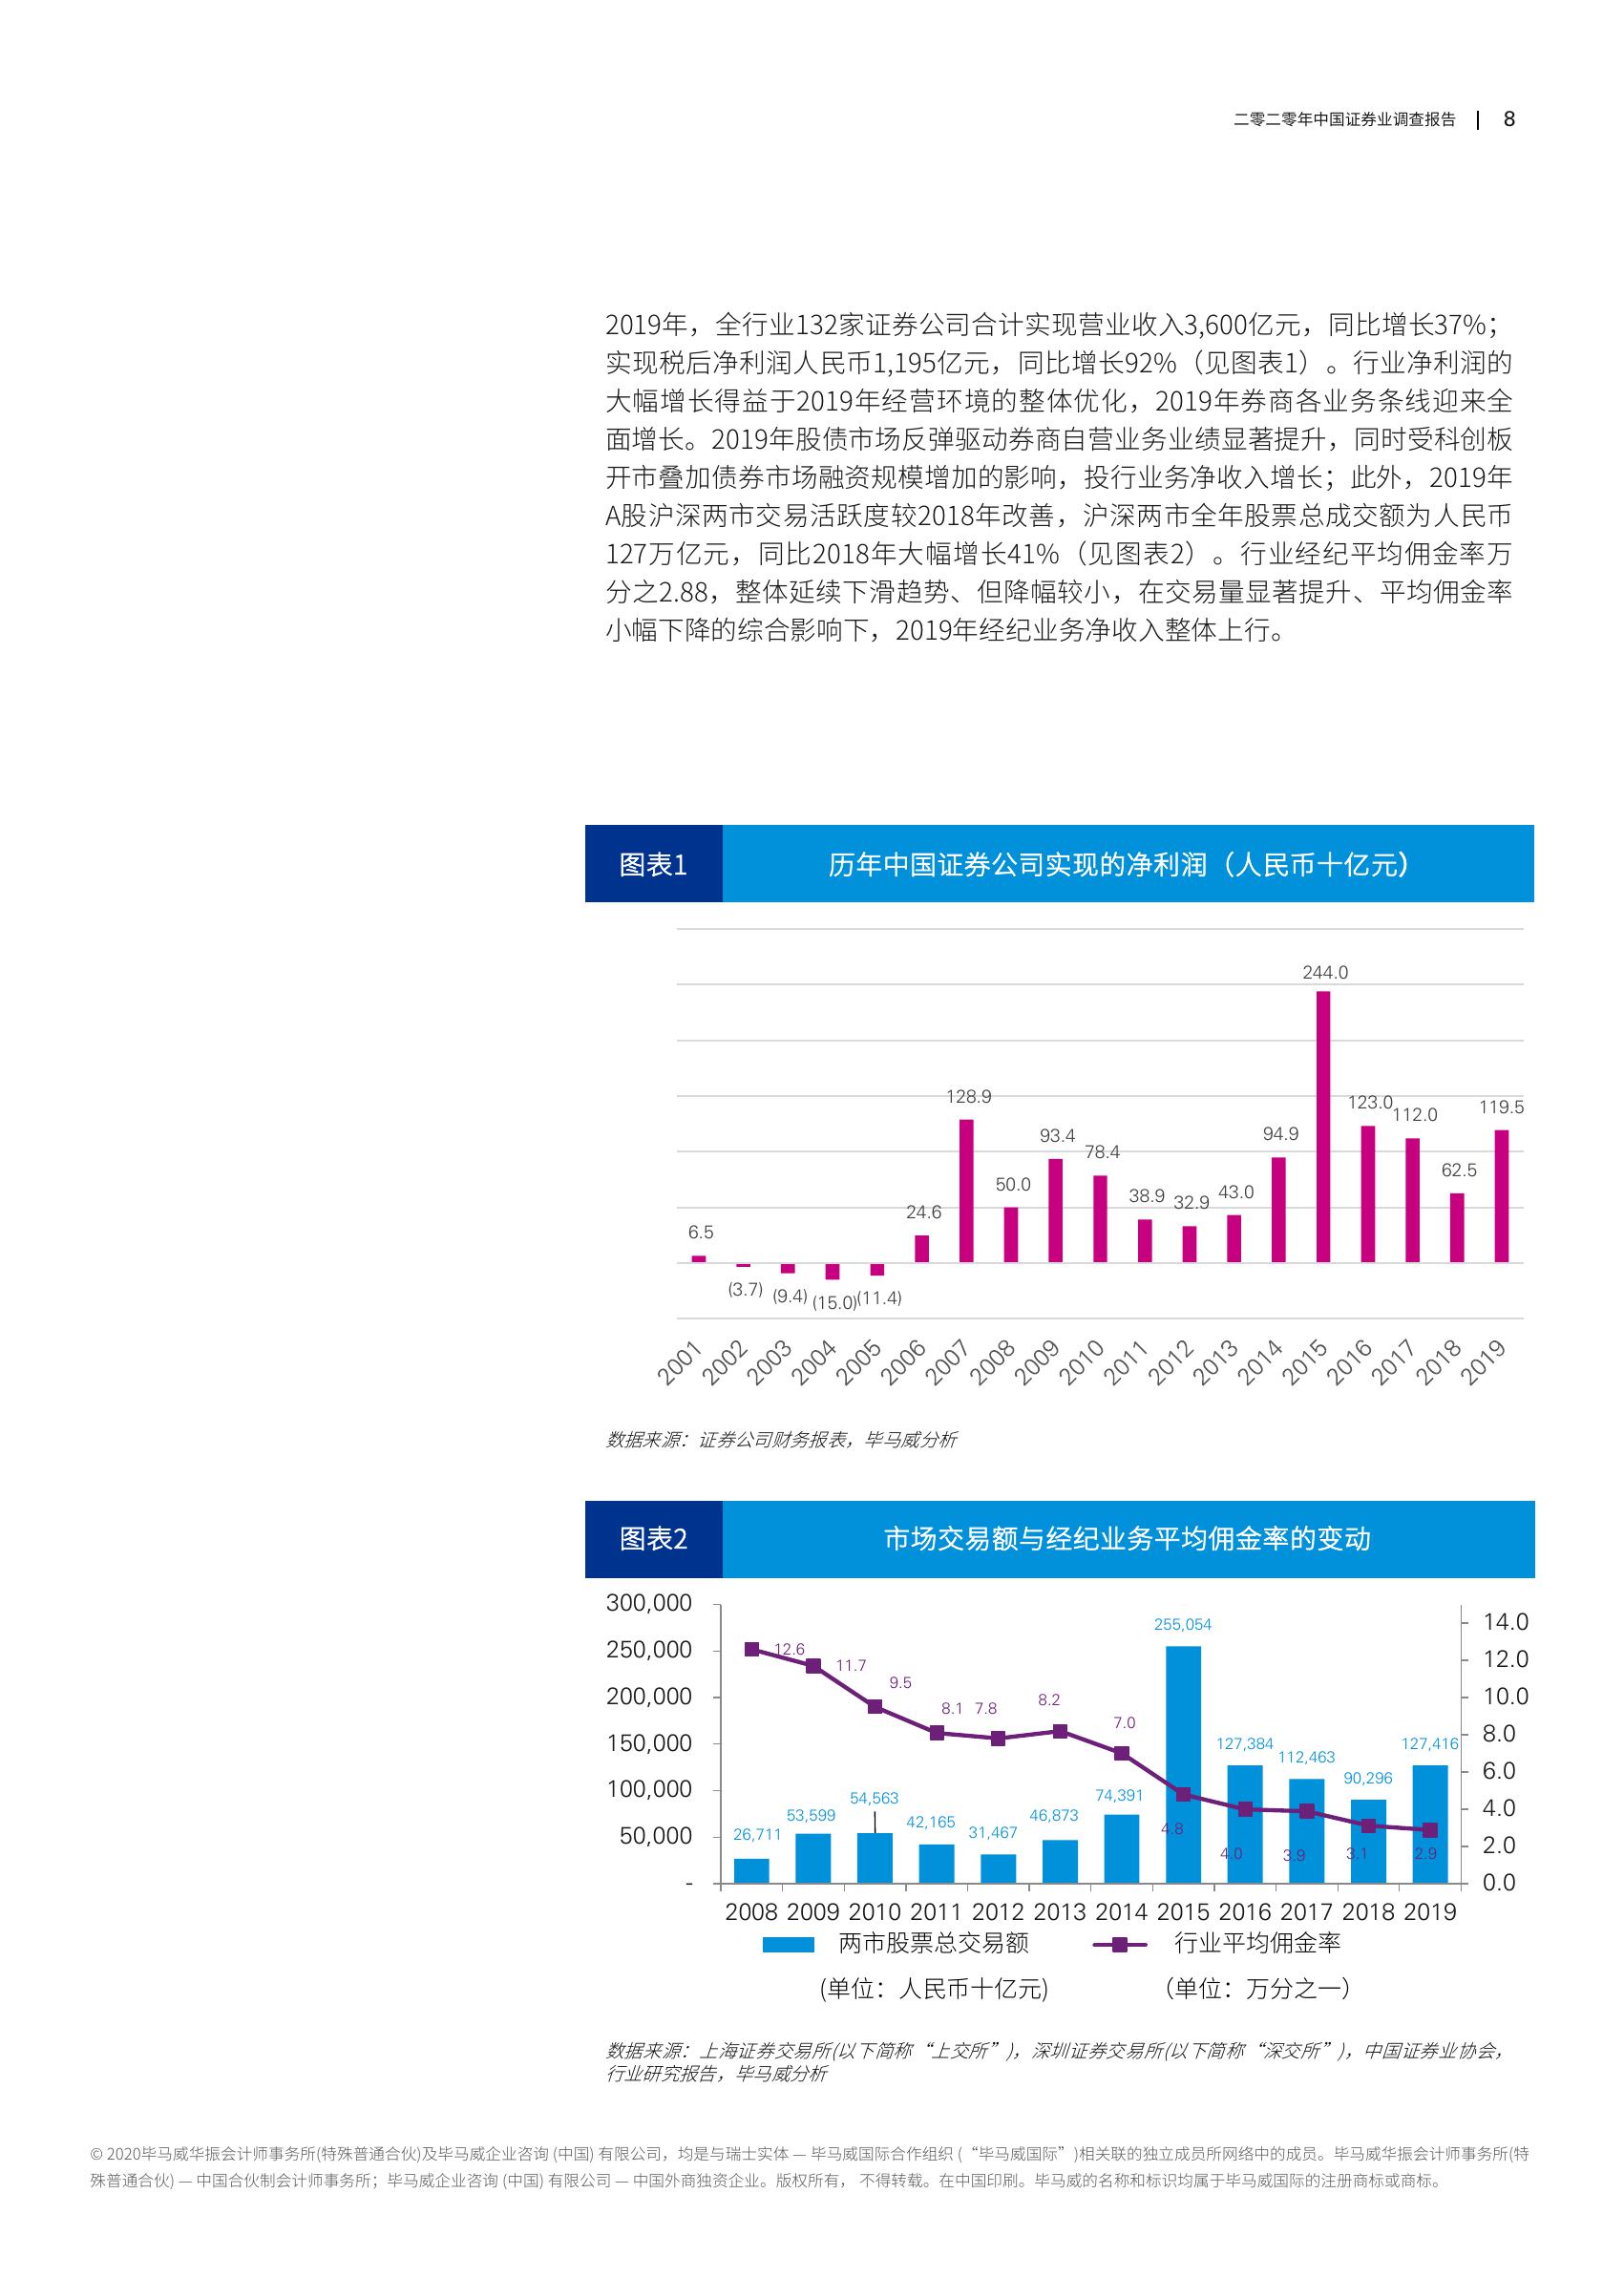 二零二零年中国证券业调查报告 | 8
2019年，全行业132家证券公司合计实现营业收入3,600亿元，同比增长37%；
实现税后净利润人民币1,195亿元，同比增长92%（见图表1）。行业净利润的
大幅增长得益于2019年经营环境的整体优化，2019年券商各业务条线迎来全
面增长。2019年股债市场反弹驱动券商自营业务业绩显著提升，同时受科创板
开市叠加债券市场融资规模增加的影响，投行业务净收入增长；此外，2019年
A股沪深两市交易活跃度较2018年改善，沪深两市全年股票总成交额为人民币
127万亿元，同比2018年大幅增长41%（见图表2）。行业经纪平均佣金率万
分之2.88，整体延续下滑趋势、但降幅较小，在交易量显著提升、平均佣金率
小幅下降的综合影响下，2019年经纪业务净收入整体上行。
图表1 历年中国证券公司实现的净利润（人民币十亿元）
6.5 (3.7) (9.4) (15.0) (11.4) 24.6 128.9 50.0 93.4 78.4 38.9 32.9 43.0 94.9 244.0 123.0 112.0 62.5 119.5
2001 2002 2003 2004 2005 2006 2007 2008 2009 2010 2011 2012 2013 2014 2015 2016 2017 2018 2019
数据来源：证券公司财务报表，毕马威分析
图表2 市场交易额与经纪业务平均佣金率的变动
300,000
250,000
200,000
150,000
100,000
50,000
-
12.6 11.7 9.5 8.1 7.8 8.2 7.0 4.8 4.0 3.9 3.1 2.9
26,711 53,599 54,563 42,165 31,467 46,873 74,391 255,054 127,384 112,463 90,296 127,416
14.0
12.0
10.0
8.0
6.0
4.0
2.0
0.0
2008 2009 2010 2011 2012 2013 2014 2015 2016 2017 2018 2019
两市股票总交易额 行业平均佣金率
(单位：人民币十亿元) （单位：万分之一）
数据来源：上海证券交易所(以下简称“上交所”)，深圳证券交易所(以下简称“深交所”)，中国证券业协会，
行业研究报告，毕马威分析
© 2020毕马威华振会计师事务所(特殊普通合伙)及毕马威企业咨询 (中国) 有限公司，均是与瑞士实体 — 毕马威国际合作组织 (“毕马威国际”)相关联的独立成员所网络中的成员。毕马威华振会计师事务所(特
殊普通合伙) — 中国合伙制会计师事务所；毕马威企业咨询 (中国) 有限公司 — 中国外商独资企业。版权所有， 不得转载。在中国印刷。毕马威的名称和标识均属于毕马威国际的注册商标或商标。